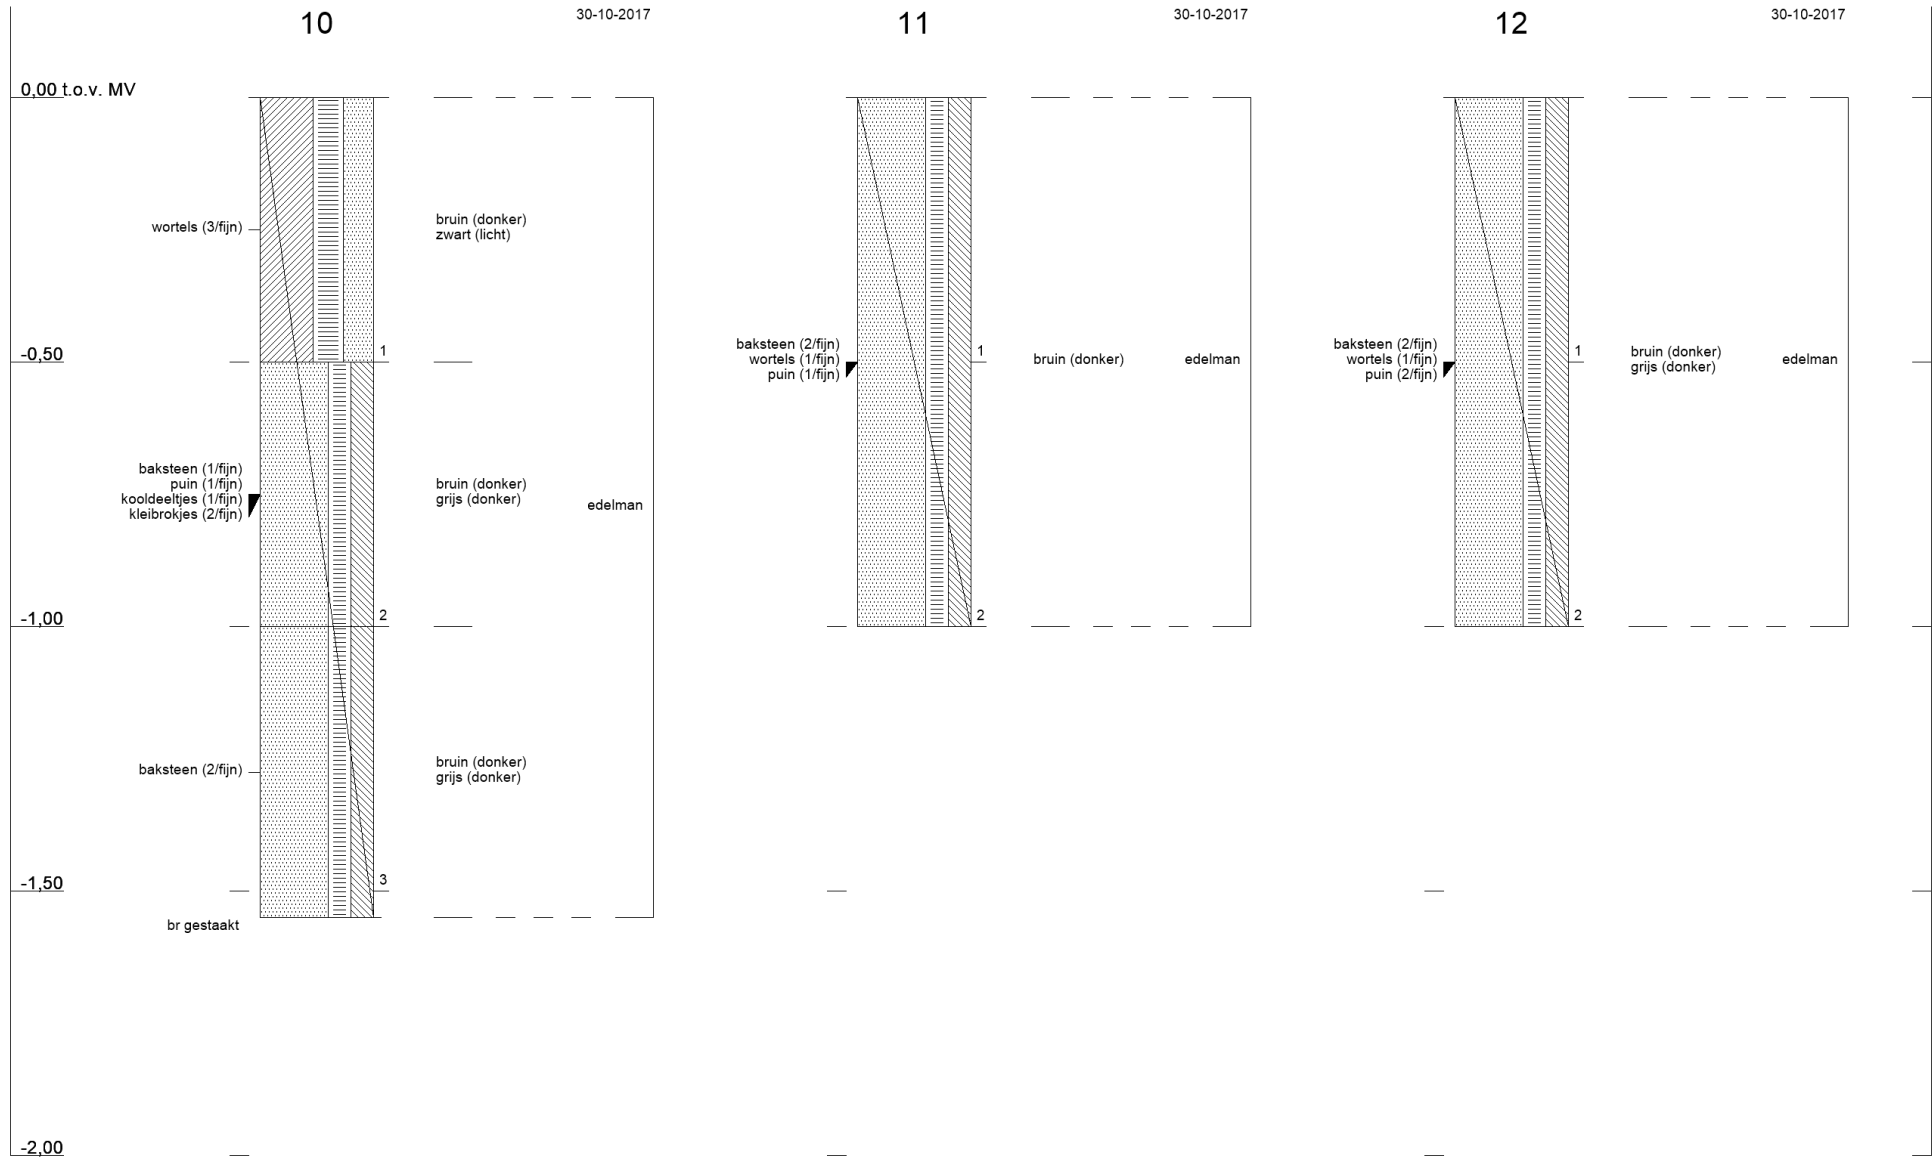 10
30-10-2017
11
30-10-2017
12
30-10-2017
0,00 t.o.v. MV
wortels (3/fijn)
bruin (donker)
zwart (licht)
1
-0,50
baksteen (1/fijn)
puin (1/fijn)
kooldeeltjes (1/fijn)
kleibrokjes (2/fijn)
bruin (donker)
grijs (donker)
edelman
2
-1,00
baksteen (2/fijn)
bruin (donker)
grijs (donker)
3
-1,50
br gestaakt
-2,00
baksteen (2/fijn)
wortels (1/fijn)
puin (1/fijn)
1
bruin (donker)
edelman
2
baksteen (2/fijn)
wortels (1/fijn)
puin (2/fijn)
1
bruin (donker)
grijs (donker)
edelman
2